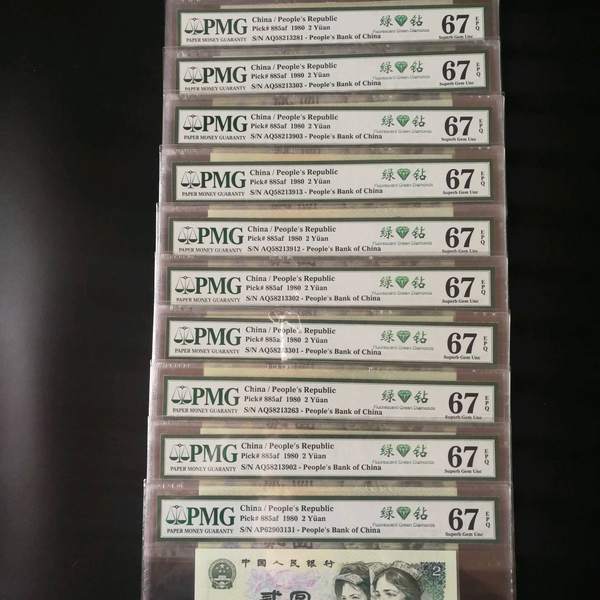 PMG
PAPER MONEY GUARANTY
China / People's Republic
Pick# 885af 1980 2 Yüan
S/N AQ58213281 - People's Bank of China
绿 钻
Fluorescent Green Diamonds
67 EPQ
Superb Gem Unc
PMG
PAPER MONEY GUARANTY
China / People's Republic
Pick# 885af 1980 2 Yüan
S/N AQ58213303 - People's Bank of China
绿 钻
Fluorescent Green Diamonds
67 EPQ
Superb Gem Unc
PMG
PAPER MONEY GUARANTY
China / People's Republic
Pick# 885af 1980 2 Yüan
S/N AQ58213903 - People's Bank of China
绿 钻
Fluorescent Green Diamonds
67 EPQ
Superb Gem Unc
PMG
PAPER MONEY GUARANTY
China / People's Republic
Pick# 885af 1980 2 Yüan
S/N AQ58213913 - People's Bank of China
绿 钻
Fluorescent Green Diamonds
67 EPQ
Superb Gem Unc
PMG
PAPER MONEY GUARANTY
China / People's Republic
Pick# 885af 1980 2 Yüan
S/N AQ58213912 - People's Bank of China
绿 钻
Fluorescent Green Diamonds
67 EPQ
Superb Gem Unc
PMG
PAPER MONEY GUARANTY
China / People's Republic
Pick# 885af 1980 2 Yüan
S/N AQ58213302 - People's Bank of China
绿 钻
Fluorescent Green Diamonds
67 EPQ
Superb Gem Unc
PMG
PAPER MONEY GUARANTY
China / People's Republic
Pick# 885af 1980 2 Yüan
S/N - People's Bank of China
绿 钻
Fluorescent Green Diamonds
67 EPQ
Superb Gem Unc
PMG
PAPER MONEY GUARANTY
China / People's Republic
Pick# 885af 1980 2 Yüan
S/N AQ58213263 - People's Bank of China
绿 钻
Fluorescent Green Diamonds
67 EPQ
Superb Gem Unc
PMG
PAPER MONEY GUARANTY
China / People's Republic
Pick# 885af 1980 2 Yüan
S/N AQ58213902 - People's Bank of China
绿 钻
Fluorescent Green Diamonds
67 EPQ
Superb Gem Unc
PMG
PAPER MONEY GUARANTY
China / People's Republic
Pick# 885af 1980 2 Yüan
S/N AP62903131 - People's Bank of China
绿 钻
Fluorescent Green Diamonds
67 EPQ
Superb Gem Unc
中国人民银行
贰圆
2